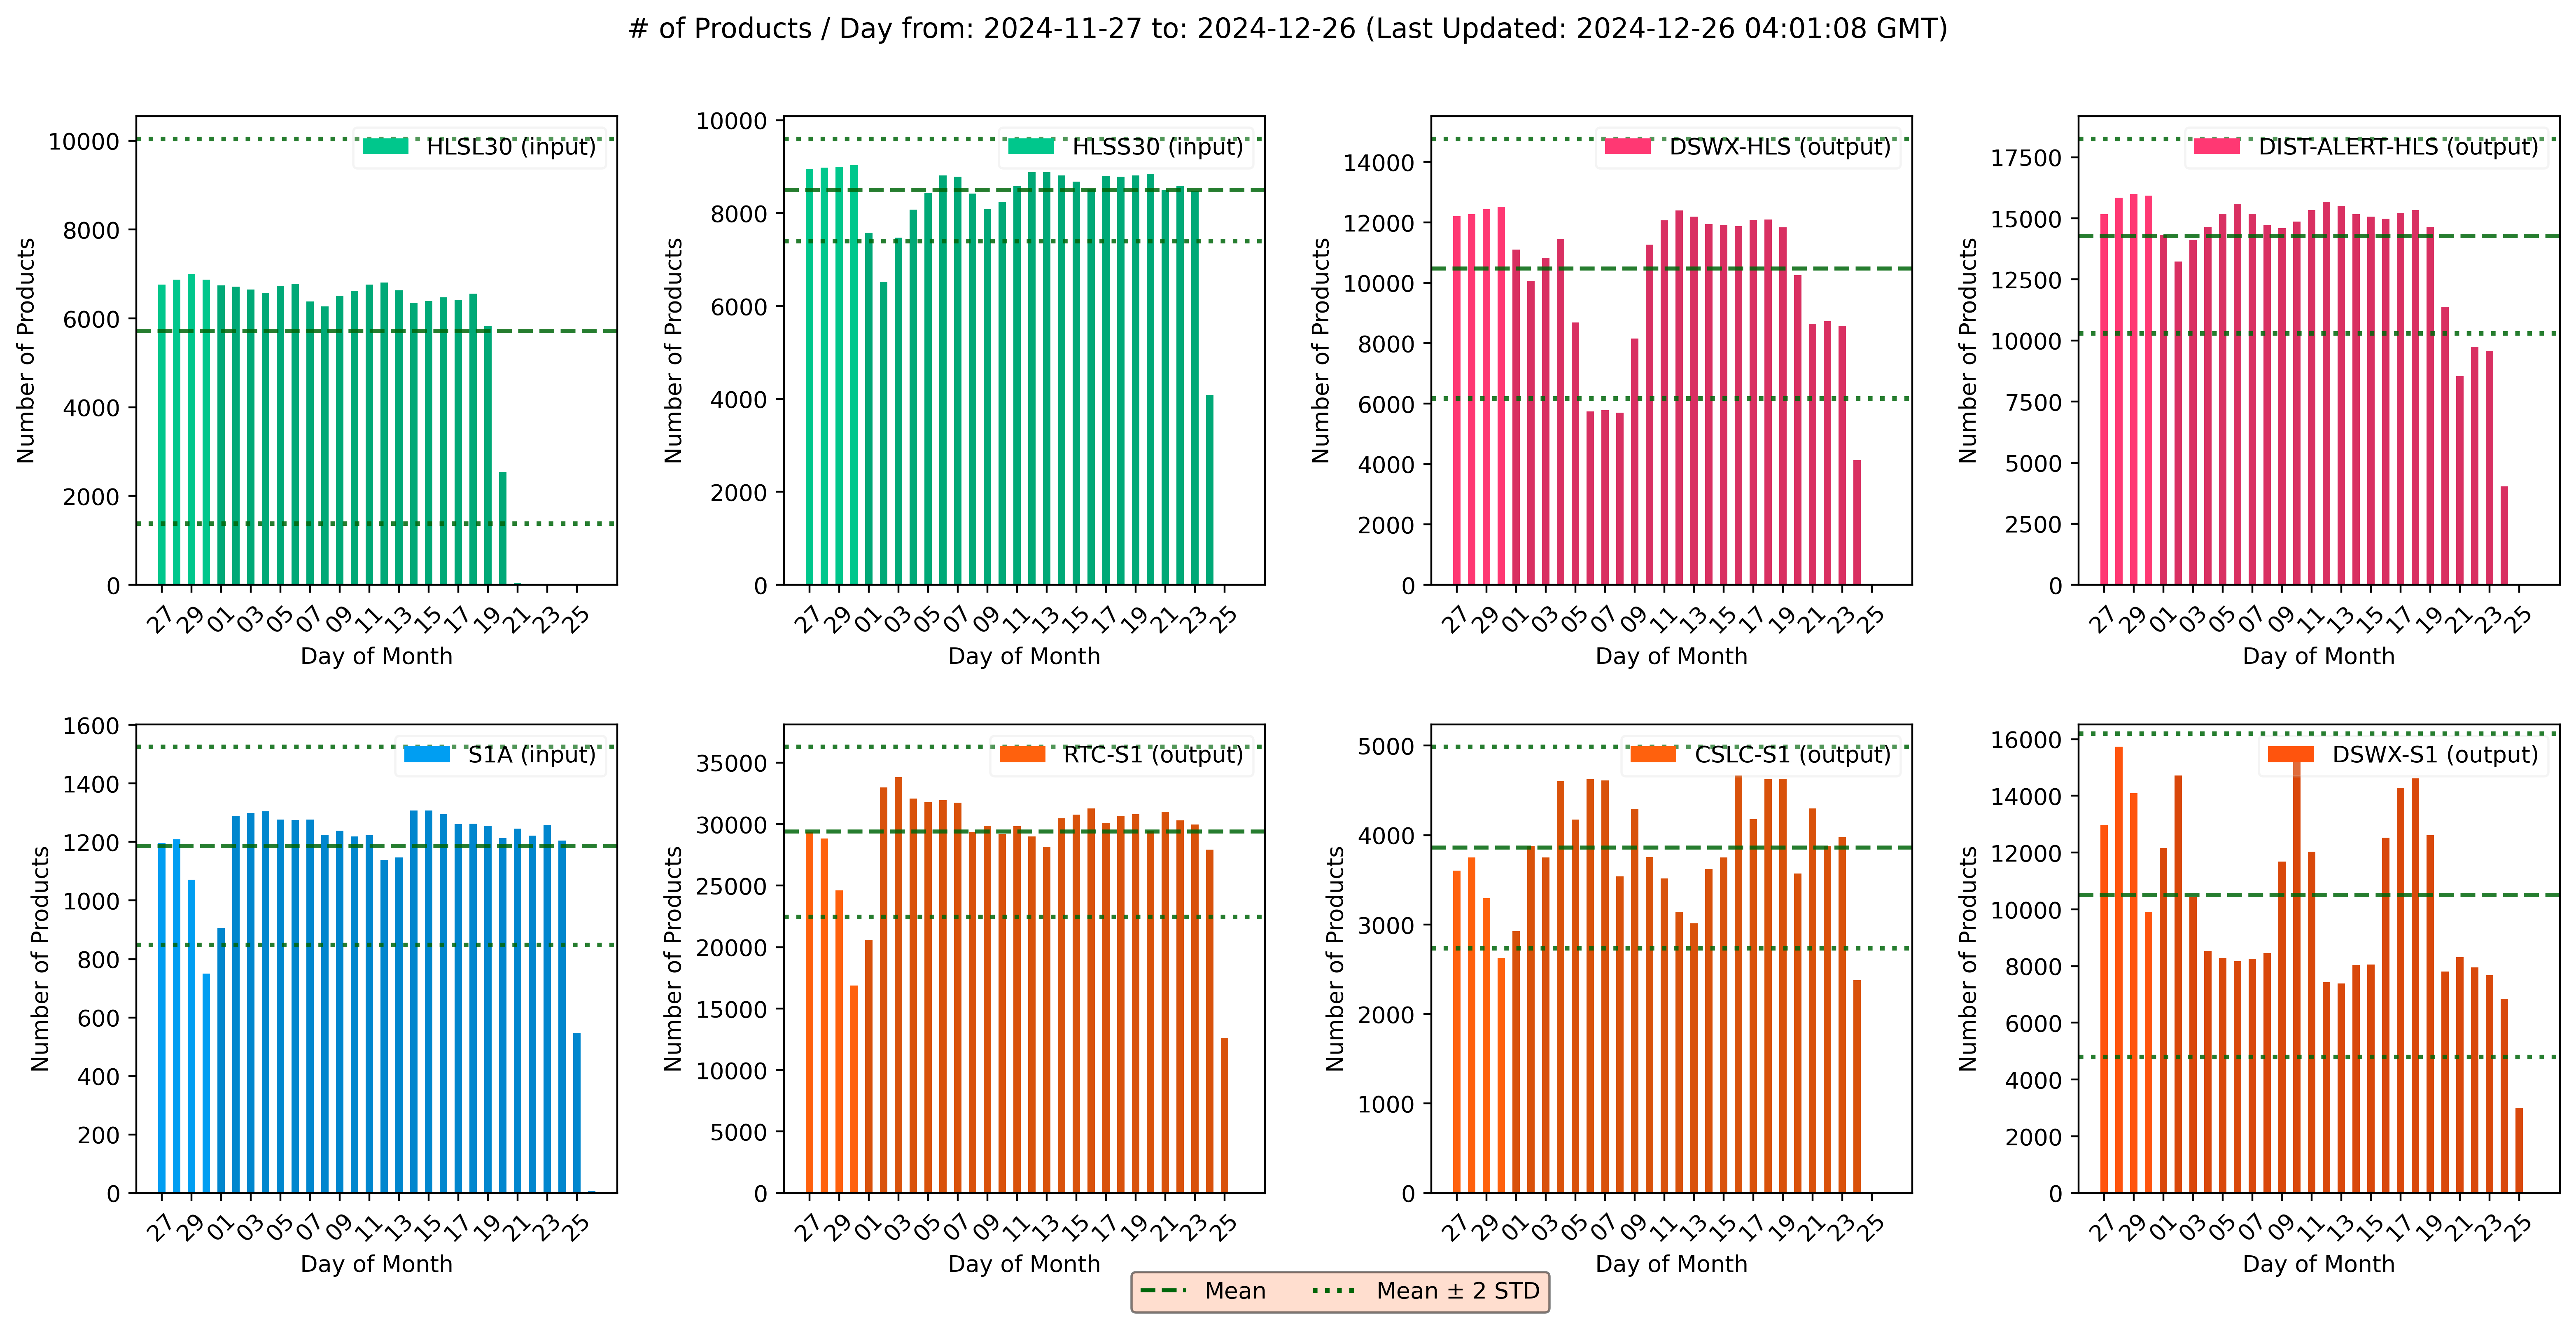 # of Products / Day from: 2024-11-27 to: 2024-12-26 (Last Updated: 2024-12-26 04:01:08 GMT)
HLSL30 (input)
Number of Products
10000
8000
6000
4000
2000
0
27 29 01 03 05 07 09 11 13 15 17 19 21 23 25
Day of Month
HLSS30 (input)
Number of Products
10000
8000
6000
4000
2000
0
27 29 01 03 05 07 09 11 13 15 17 19 21 23 25
Day of Month
DSWX-HLS (output)
Number of Products
14000
12000
10000
8000
6000
4000
2000
0
27 29 01 03 05 07 09 11 13 15 17 19 21 23 25
Day of Month
DIST-ALERT-HLS (output)
Number of Products
17500
15000
12500
10000
7500
5000
2500
0
27 29 01 03 05 07 09 11 13 15 17 19 21 23 25
Day of Month
S1A (input)
Number of Products
1600
1400
1200
1000
800
600
400
200
0
27 29 01 03 05 07 09 11 13 15 17 19 21 23 25
Day of Month
RTC-S1 (output)
Number of Products
35000
30000
25000
20000
15000
10000
5000
0
27 29 01 03 05 07 09 11 13 15 17 19 21 23 25
Day of Month
CSLC-S1 (output)
Number of Products
5000
4000
3000
2000
1000
0
27 29 01 03 05 07 09 11 13 15 17 19 21 23 25
Day of Month
DSWX-S1 (output)
Number of Products
16000
14000
12000
10000
8000
6000
4000
2000
0
27 29 01 03 05 07 09 11 13 15 17 19 21 23 25
Day of Month
Mean Mean ± 2 STD